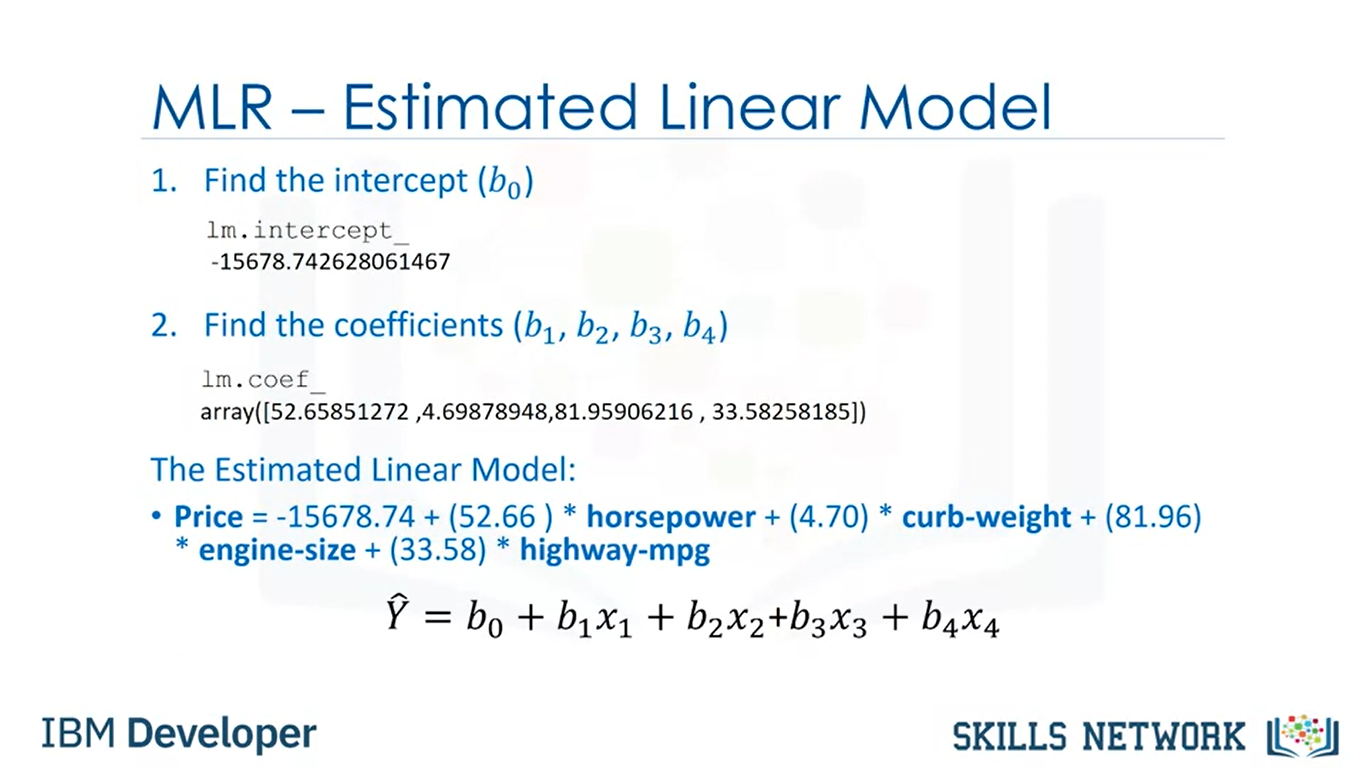 MLR – Estimated Linear Model
1. Find the intercept (b₀)
lm.intercept_
-15678.742628061467
2. Find the coefficients (b₁, b₂, b₃, b₄)
lm.coef_
array([52.65851272 ,4.69878948,81.95906216 , 33.58258185])
The Estimated Linear Model:
• Price = -15678.74 + (52.66 ) * horsepower + (4.70) * curb-weight + (81.96)
* engine-size + (33.58) * highway-mpg
Ŷ = b₀ + b₁x₁ + b₂x₂+b₃x₃ + b₄x₄
IBM Developer
SKILLS NETWORK